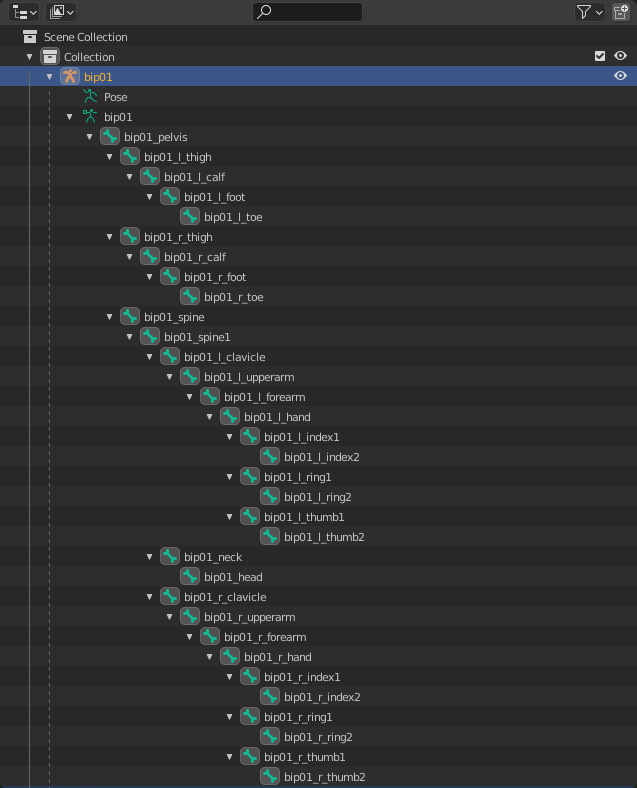 Scene Collection
Collection
bip01
Pose
bip01
bip01_pelvis
bip01_l_thigh
bip01_l_calf
bip01_l_foot
bip01_l_toe
bip01_r_thigh
bip01_r_calf
bip01_r_foot
bip01_r_toe
bip01_spine
bip01_spine1
bip01_l_clavicle
bip01_l_upperarm
bip01_l_forearm
bip01_l_hand
bip01_l_index1
bip01_l_index2
bip01_l_ring1
bip01_l_ring2
bip01_l_thumb1
bip01_l_thumb2
bip01_neck
bip01_head
bip01_r_clavicle
bip01_r_upperarm
bip01_r_forearm
bip01_r_hand
bip01_r_index1
bip01_r_index2
bip01_r_ring1
bip01_r_ring2
bip01_r_thumb1
bip01_r_thumb2